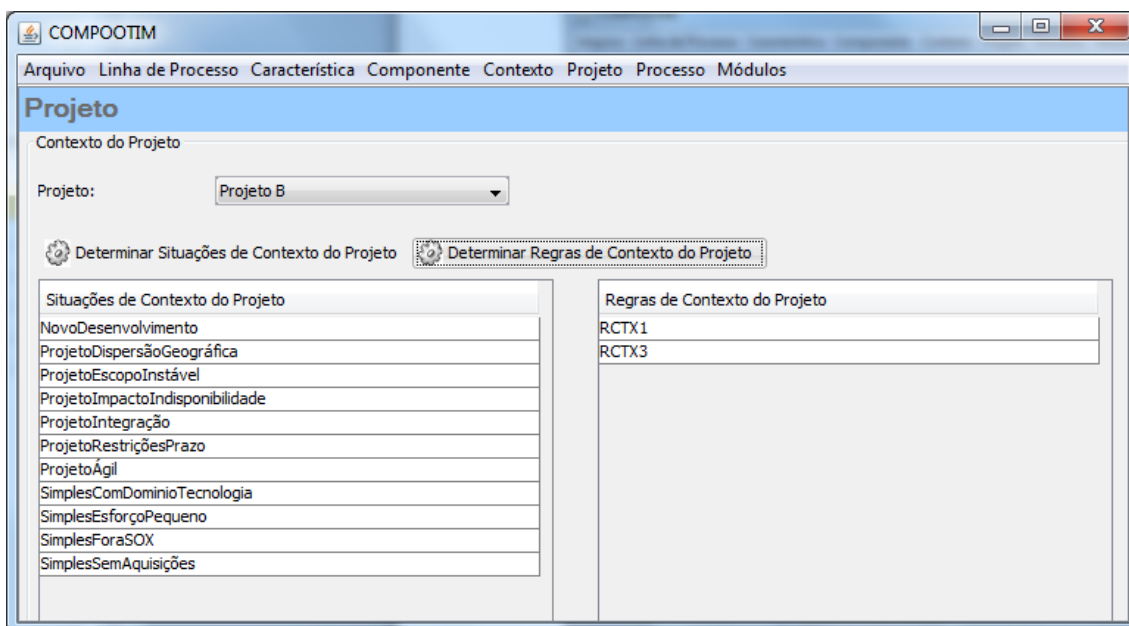 COMPOOTIM
Arquivo Linha de Processo Característica Componente Contexto Projeto Processo Módulos
Projeto
Contexto do Projeto
Projeto: Projeto B
Determinar Situações de Contexto do Projeto Determinar Regras de Contexto do Projeto
Situações de Contexto do Projeto Regras de Contexto do Projeto
NovoDesenvolvimento RCTX1
ProjetoDispersãoGeográfica RCTX3
ProjetoEscopoInstável
ProjetoImpactoIndisponibilidade
ProjetoIntegração
ProjetoRestriçõesPrazo
ProjetoÁgil
SimplesComDominioTecnologia
SimplesEsforçoPequeno
SimplesForaSOX
SimplesSemAquisições